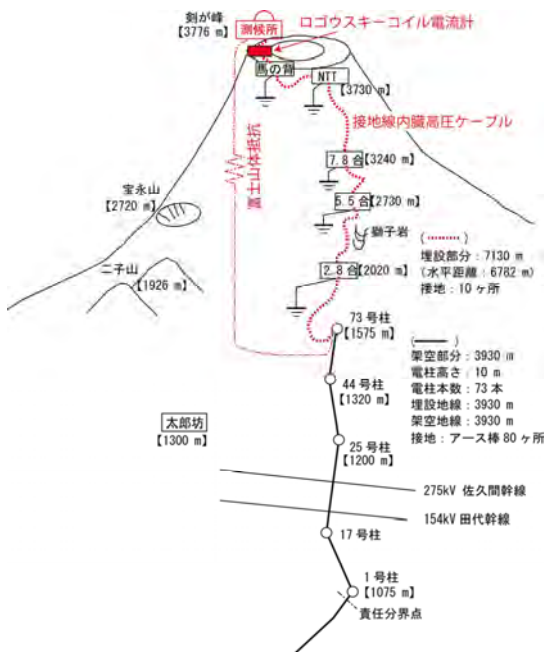 剣が峰
【3776 m】
測候所
ロゴウスキーコイル電流計
馬の背
NTT
【3730 m】
接地線内臓高圧ケーブル
富士山体抵抗
7.8 合【3240 m】
宝永山
【2720 m】
5.5 合【2730 m】
獅子岩
二子山
【1926 m】
2.8 合【2020 m】
(………)
埋設部分：7130 m
(水平距離：6782 m)
接地：10ヶ所
73 号柱
【1575 m】
(━━)
架空部分：3930 m
電柱高さ：10 m
電柱本数：73 本
埋設地線：3930 m
架空地線：3930 m
接地：アース棒 80 ヶ所
44 号柱
【1320 m】
太郎坊
【1300 m】
25 号柱
【1200 m】
275kV 佐久間幹線
154kV 田代幹線
17 号柱
1 号柱
【1075 m】
責任分界点